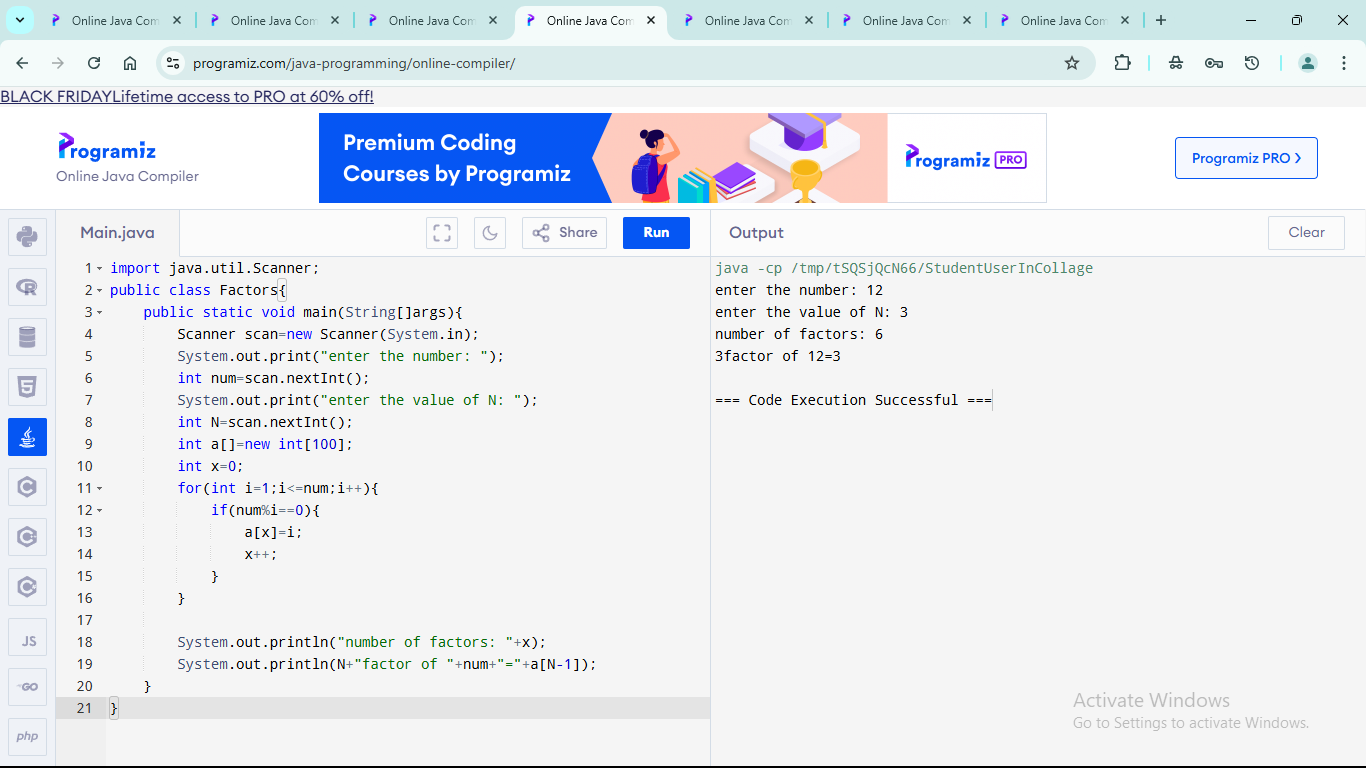 Online Java Com
Online Java Com
Online Java Com
Online Java Com
Online Java Com
Online Java Com
Online Java Com
programiz.com/java-programming/online-compiler/
BLACK FRIDAYLifetime access to PRO at 60% off!
Programiz
Online Java Compiler
Premium Coding
Courses by Programiz
Programiz PRO
Programiz PRO >
Main.java
Share
Run
Output
Clear
1 import java.util.Scanner;
2 public class Factors{
3     public static void main(String[]args){
4         Scanner scan=new Scanner(System.in);
5         System.out.print("enter the number: ");
6         int num=scan.nextInt();
7         System.out.print("enter the value of N: ");
8         int N=scan.nextInt();
9         int a[]=new int[100];
10         int x=0;
11         for(int i=1;i<=num;i++){
12             if(num%i==0){
13                 a[x]=i;
14                 x++;
15             }
16         }
17
18         System.out.println("number of factors: "+x);
19         System.out.println(N+"factor of "+num+"="+a[N-1]);
20     }
21 }
java -cp /tmp/tSQSjQcN66/StudentUserInCollage
enter the number: 12
enter the value of N: 3
number of factors: 6
3factor of 12=3
=== Code Execution Successful ===
JS
GO
php
Activate Windows
Go to Settings to activate Windows.